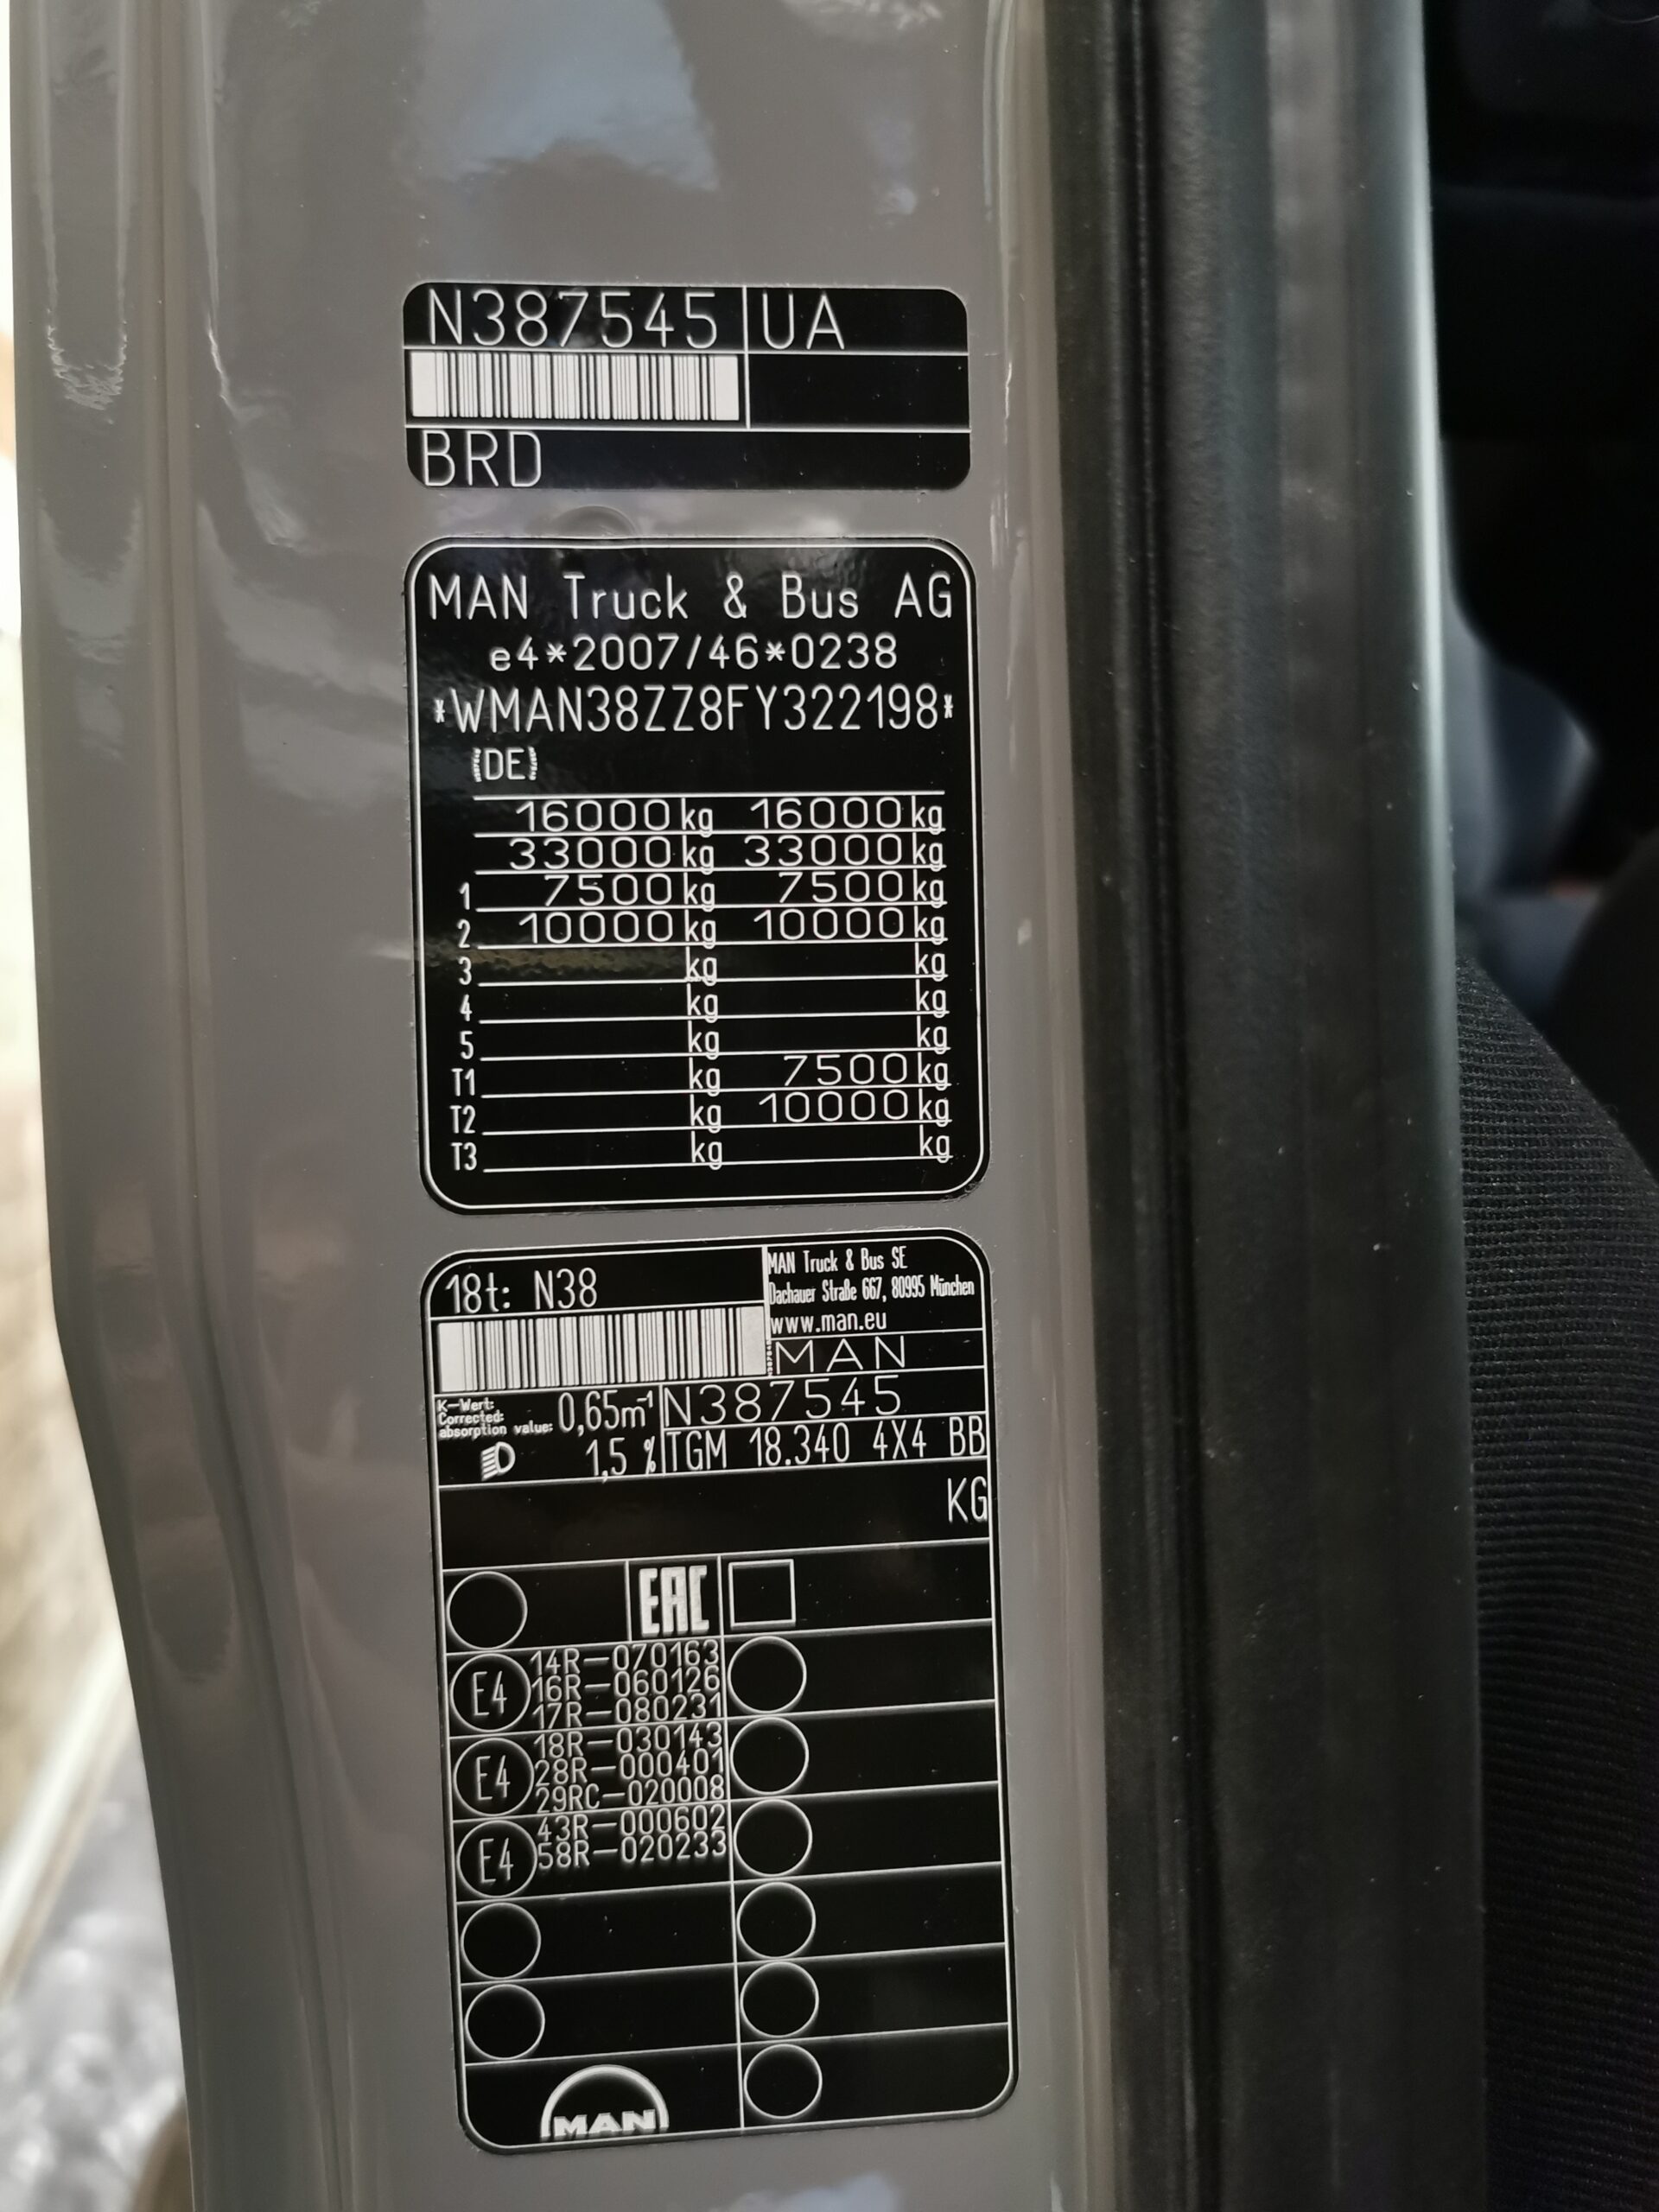 N387545 UA
BRD
MAN Truck & Bus AG
e4*2007/46*0238
*WMAN38ZZ8FY322198*
(DE)
16000 kg 16000 kg
33000 kg 33000 kg
1 7500 kg 7500 kg
2 10000 kg 10000 kg
3 kg kg
4 kg kg
5 kg kg
T1 kg 7500 kg
T2 kg 10000 kg
T3 kg kg
18t: N38
MAN Truck & Bus SE
Dachauer Straße 667, 80995 München
www.man.eu
MAN
K-Wert:
Corrected
absorption value: 0,65m⁻¹
N387545
1,5 %
TGM 18.340 4X4 BB
KG
EAC
E4
14R-070163
16R-060126
17R-080231
E4
18R-030143
28R-000401
29RC-020008
E4
43R-000602
58R-020233
MAN